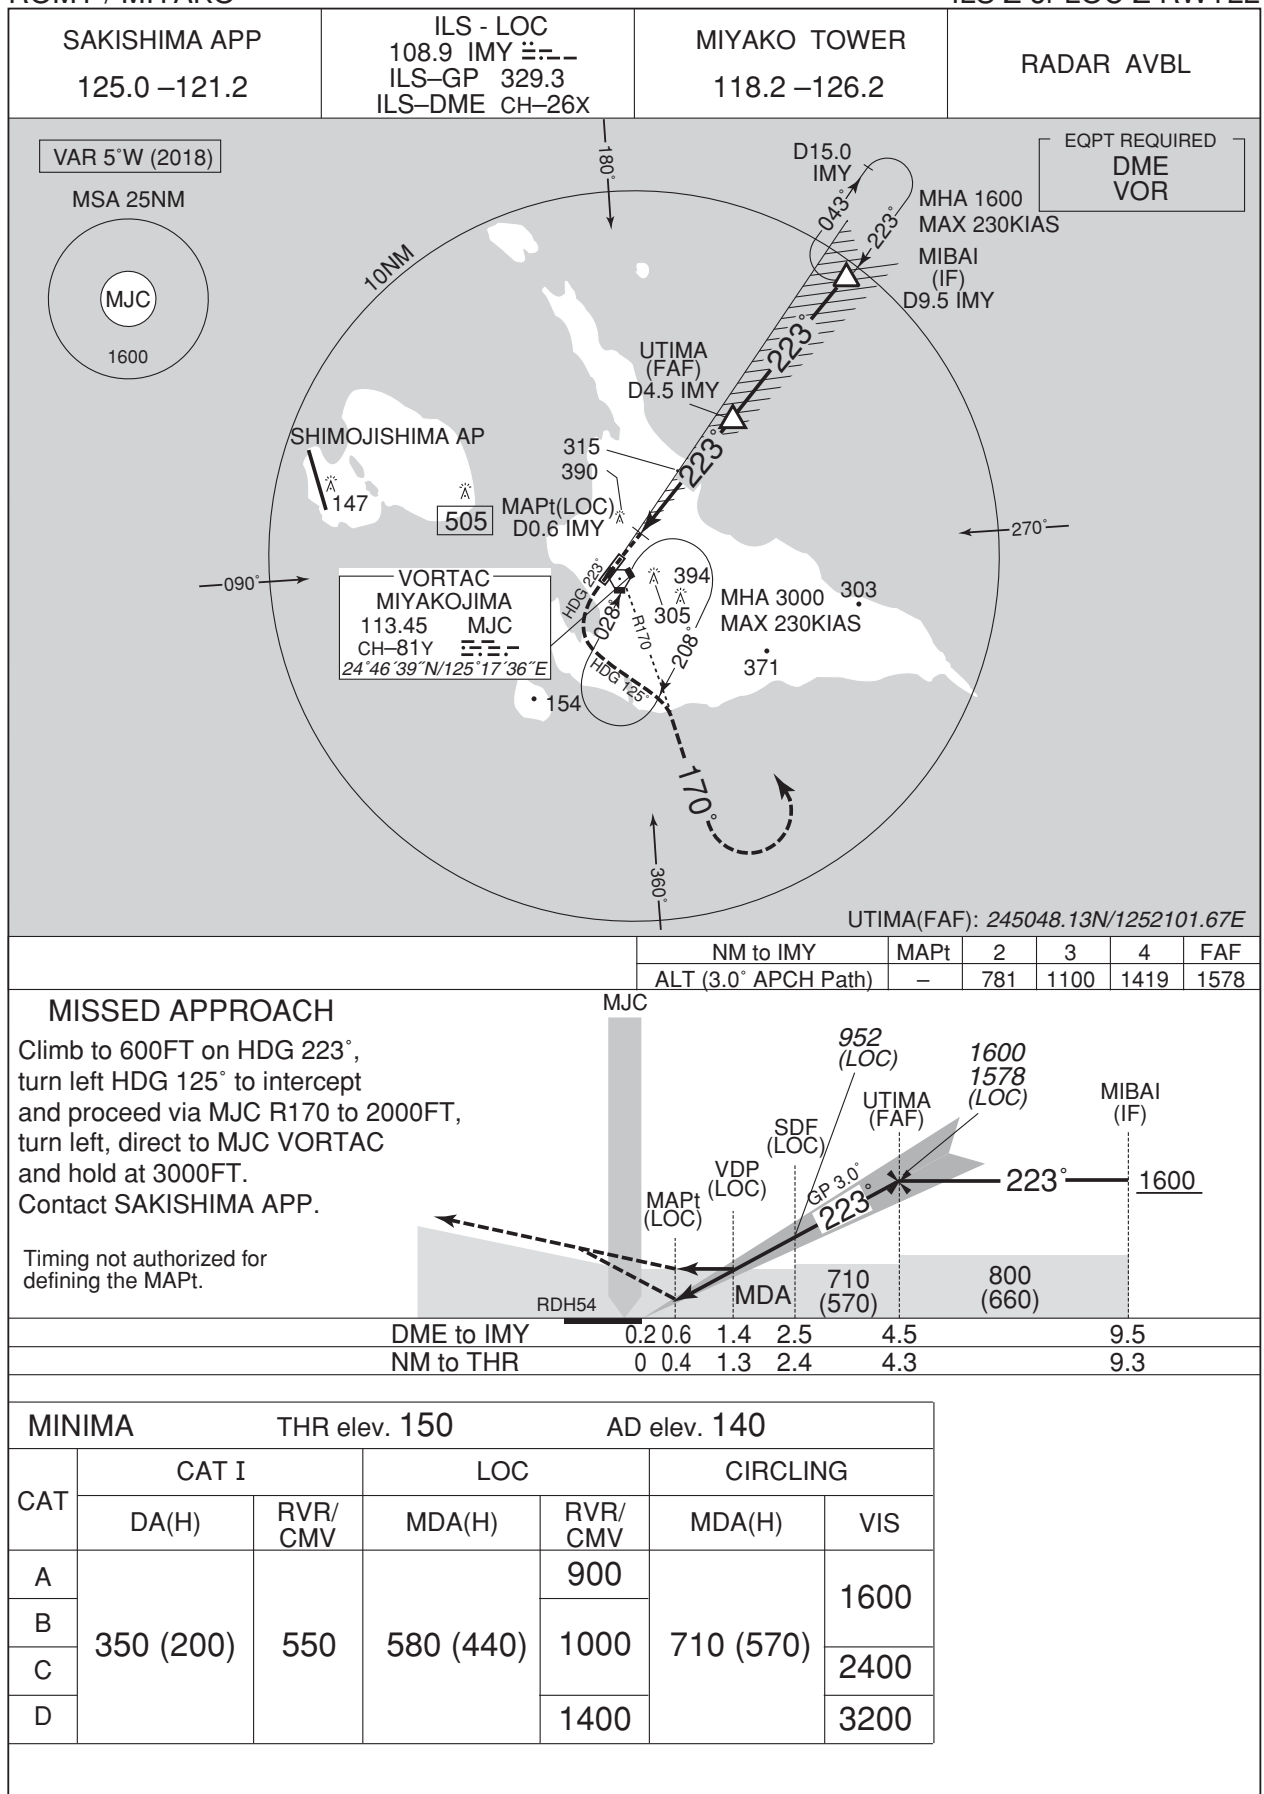 SAKISHIMA APP
125.0 –121.2
ILS - LOC
108.9 IMY
ILS–GP 329.3
ILS–DME CH–26X
MIYAKO TOWER
118.2 –126.2
RADAR AVBL
VAR 5°W (2018)
MSA 25NM
MJC
1600
10NM
180°
D15.0
IMY
043°
223°
MHA 1600
MAX 230KIAS
EQPT REQUIRED
DME
VOR
MIBAI
(IF)
D9.5 IMY
223°
UTIMA
(FAF)
D4.5 IMY
223°
SHIMOJISHIMA AP
147
505
315
390
MAPt(LOC)
D0.6 IMY
270°
090°
VORTAC
MIYAKOJIMA
113.45 MJC
CH–81Y
24°46´39˝N/125°17´36˝E
HDG 223°
028°
R170
208°
HDG 125°
394
305
MHA 3000
MAX 230KIAS
303
371
154
170°
360°
UTIMA(FAF): 245048.13N/1252101.67E
NM to IMY MAPt 2 3 4 FAF
ALT (3.0° APCH Path) – 781 1100 1419 1578
MISSED APPROACH
Climb to 600FT on HDG 223°,
turn left HDG 125° to intercept
and proceed via MJC R170 to 2000FT,
turn left, direct to MJC VORTAC
and hold at 3000FT.
Contact SAKISHIMA APP.
Timing not authorized for
defining the MAPt.
MJC
952
(LOC)
1600
1578
(LOC)
UTIMA
(FAF)
MIBAI
(IF)
SDF
(LOC)
VDP
(LOC)
MAPt
(LOC)
GP 3.0°
223°
223°
1600
RDH54
MDA
710
(570)
800
(660)
DME to IMY 0.2 0.6 1.4 2.5 4.5 9.5
NM to THR 0 0.4 1.3 2.4 4.3 9.3
MINIMA THR elev. 150 AD elev. 140
CAT CAT I LOC CIRCLING
DA(H) RVR/CMV MDA(H) RVR/CMV MDA(H) VIS
A 900 1600
B
350 (200) 550 580 (440) 1000 710 (570)
C 2400
D 1400 3200